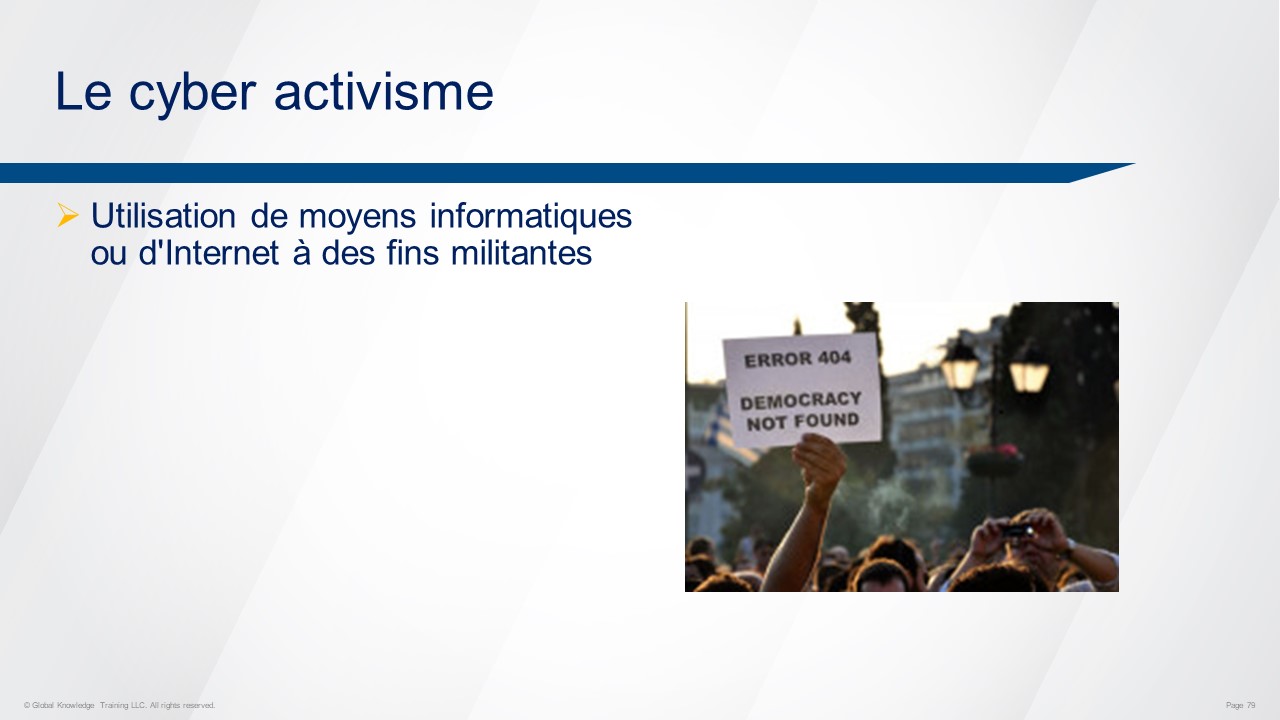 Le cyber activisme
Utilisation de moyens informatiques
ou d'Internet à des fins militantes
ERROR 404
DEMOCRACY
NOT FOUND
© Global Knowledge Training LLC. All rights reserved.
Page 79